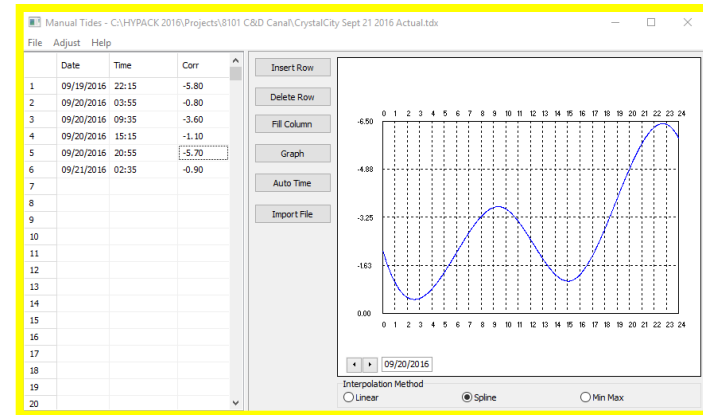 Manual Tides - C:\HYPACK 2016\Projects\8101 C&D Canal\CrystalCity Sept 21 2016 Actual.tdx
File Adjust Help
Date Time Corr
1 09/19/2016 22:15 -5.80
2 09/20/2016 03:55 -0.80
3 09/20/2016 09:35 -3.60
4 09/20/2016 15:15 -1.10
5 09/20/2016 20:55 -5.70
6 09/21/2016 02:35 -0.90
7
8
9
10
11
12
13
14
15
16
17
18
19
20
Insert Row
Delete Row
Fill Column
Graph
Auto Time
Import File
0 1 2 3 4 5 6 7 8 9 10 11 12 13 14 15 16 17 18 19 20 21 22 23 24
-6.50
-4.88
-3.25
-1.63
0.00
0 1 2 3 4 5 6 7 8 9 10 11 12 13 14 15 16 17 18 19 20 21 22 23 24
09/20/2016
Interpolation Method
Linear Spline Min Max